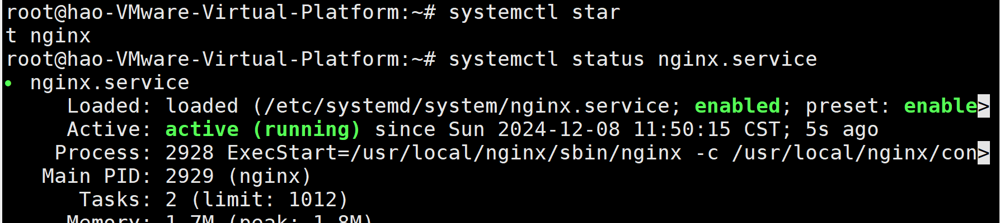 root@hao-VMware-Virtual-Platform:~# systemctl star
t nginx
root@hao-VMware-Virtual-Platform:~# systemctl status nginx.service
● nginx.service
     Loaded: loaded (/etc/systemd/system/nginx.service; enabled; preset: enable>
     Active: active (running) since Sun 2024-12-08 11:50:15 CST; 5s ago
    Process: 2928 ExecStart=/usr/local/nginx/sbin/nginx -c /usr/local/nginx/con>
   Main PID: 2929 (nginx)
      Tasks: 2 (limit: 1012)
     Memory: 1.7M (peak: 1.8M)